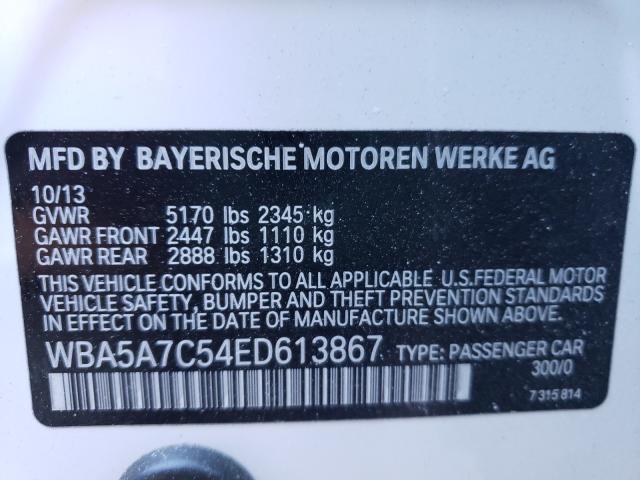 MFD BY BAYERISCHE MOTOREN WERKE AG
10/13
GVWR 5170 lbs 2345 kg
GAWR FRONT 2447 lbs 1110 kg
GAWR REAR 2888 lbs 1310 kg
THIS VEHICLE CONFORMS TO ALL APPLICABLE U.S.FEDERAL MOTOR
VEHICLE SAFETY, BUMPER AND THEFT PREVENTION STANDARDS
IN EFFECT ON THE DATE OF MANUFACTURE SHOWN ABOVE.
WBA5A7C54ED613867 TYPE: PASSENGER CAR
300/0
7 315 814